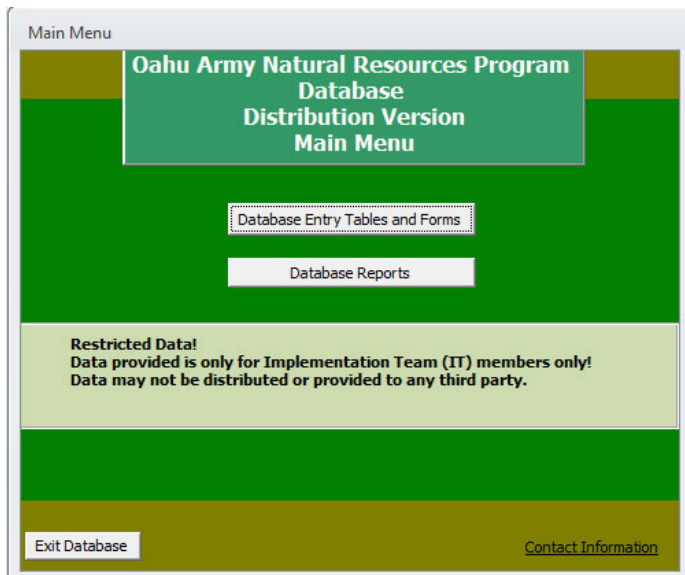 Main Menu
Oahu Army Natural Resources Program
Database
Distribution Version
Main Menu
Database Entry Tables and Forms
Database Reports
Restricted Data!
Data provided is only for Implementation Team (IT) members only!
Data may not be distributed or provided to any third party.
Exit Database
Contact Information